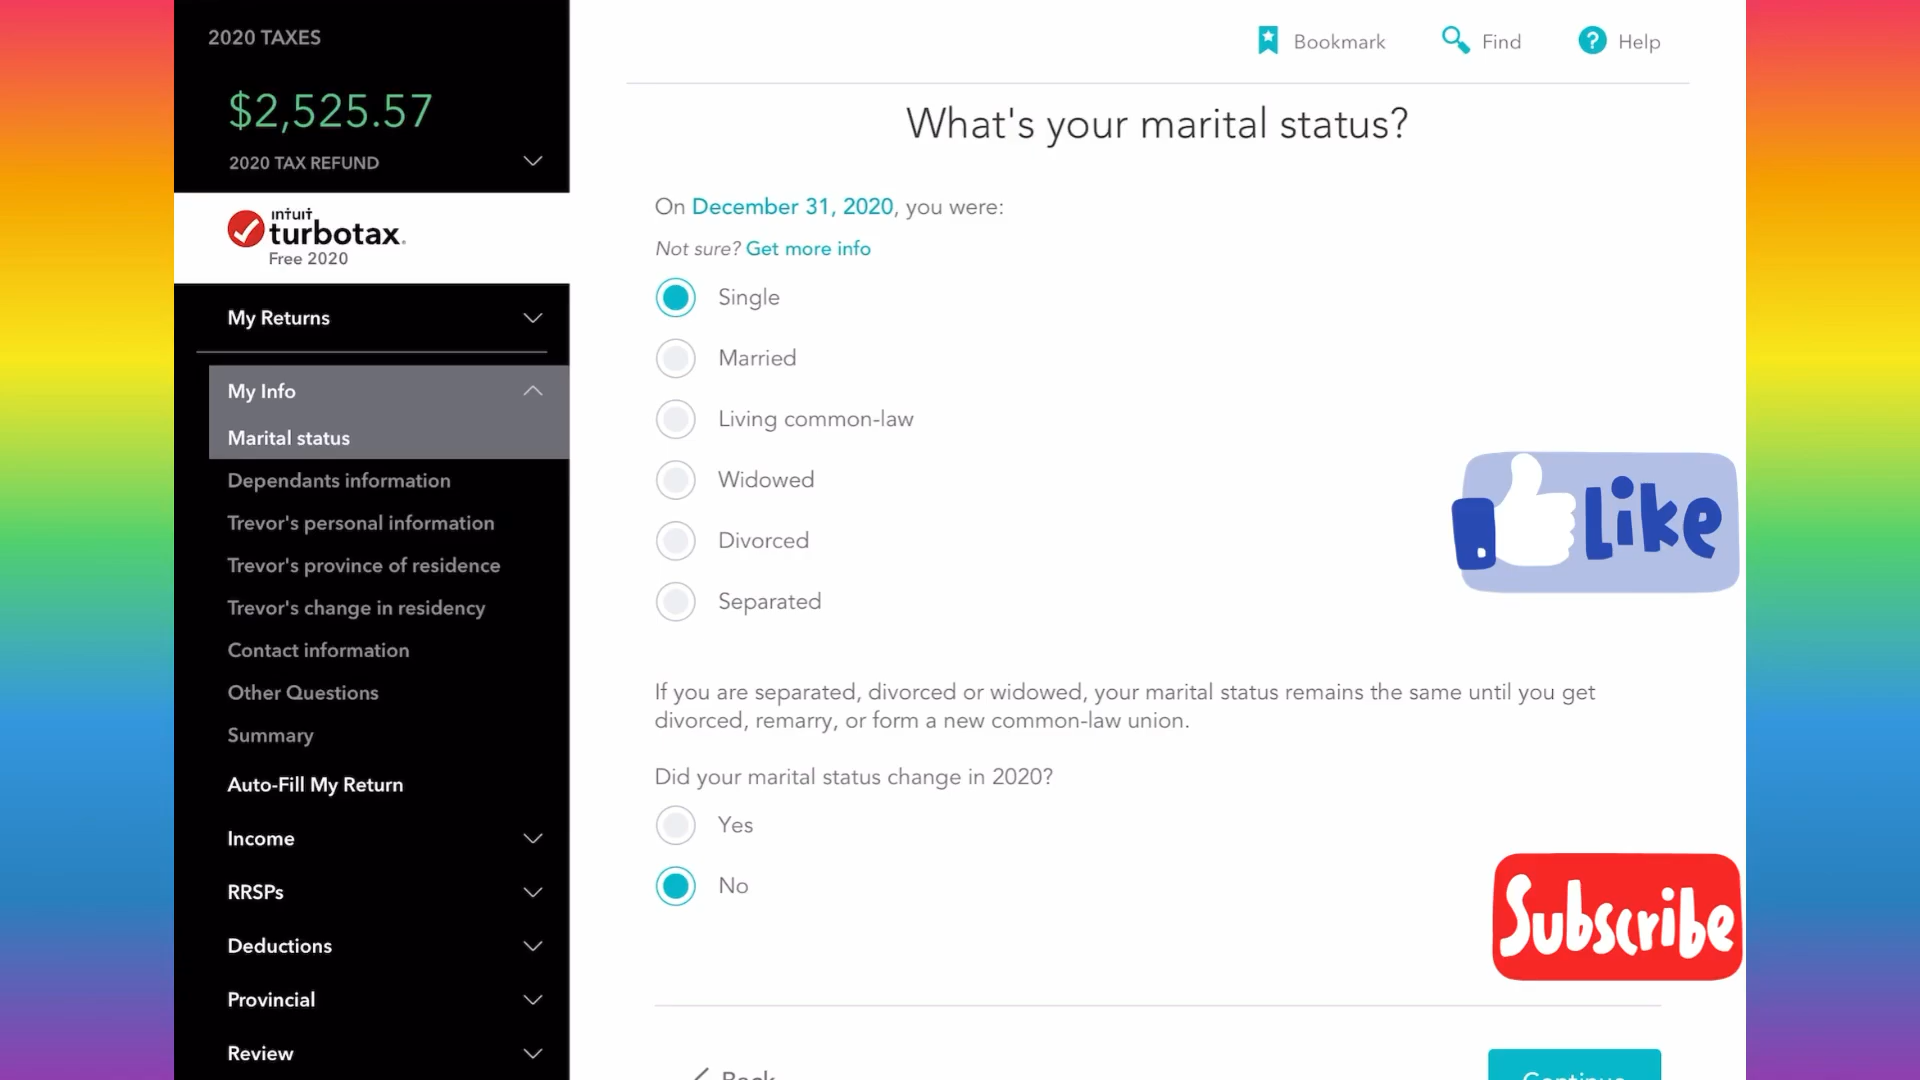 2020 TAXES
$2,525.57
2020 TAX REFUND
intuit
turbotax.
Free 2020
My Returns
My Info
Marital status
Dependants information
Trevor's personal information
Trevor's province of residence
Trevor's change in residency
Contact information
Other Questions
Summary
Auto-Fill My Return
Income
RRSPs
Deductions
Provincial
Review
Bookmark
Find
? Help
What's your marital status?
On December 31, 2020, you were:
Not sure? Get more info
Single
Married
Living common-law
Widowed
Divorced
Separated
If you are separated, divorced or widowed, your marital status remains the same until you get
divorced, remarry, or form a new common-law union.
Did your marital status change in 2020?
Yes
No
Back
Continue
Like
Subscribe